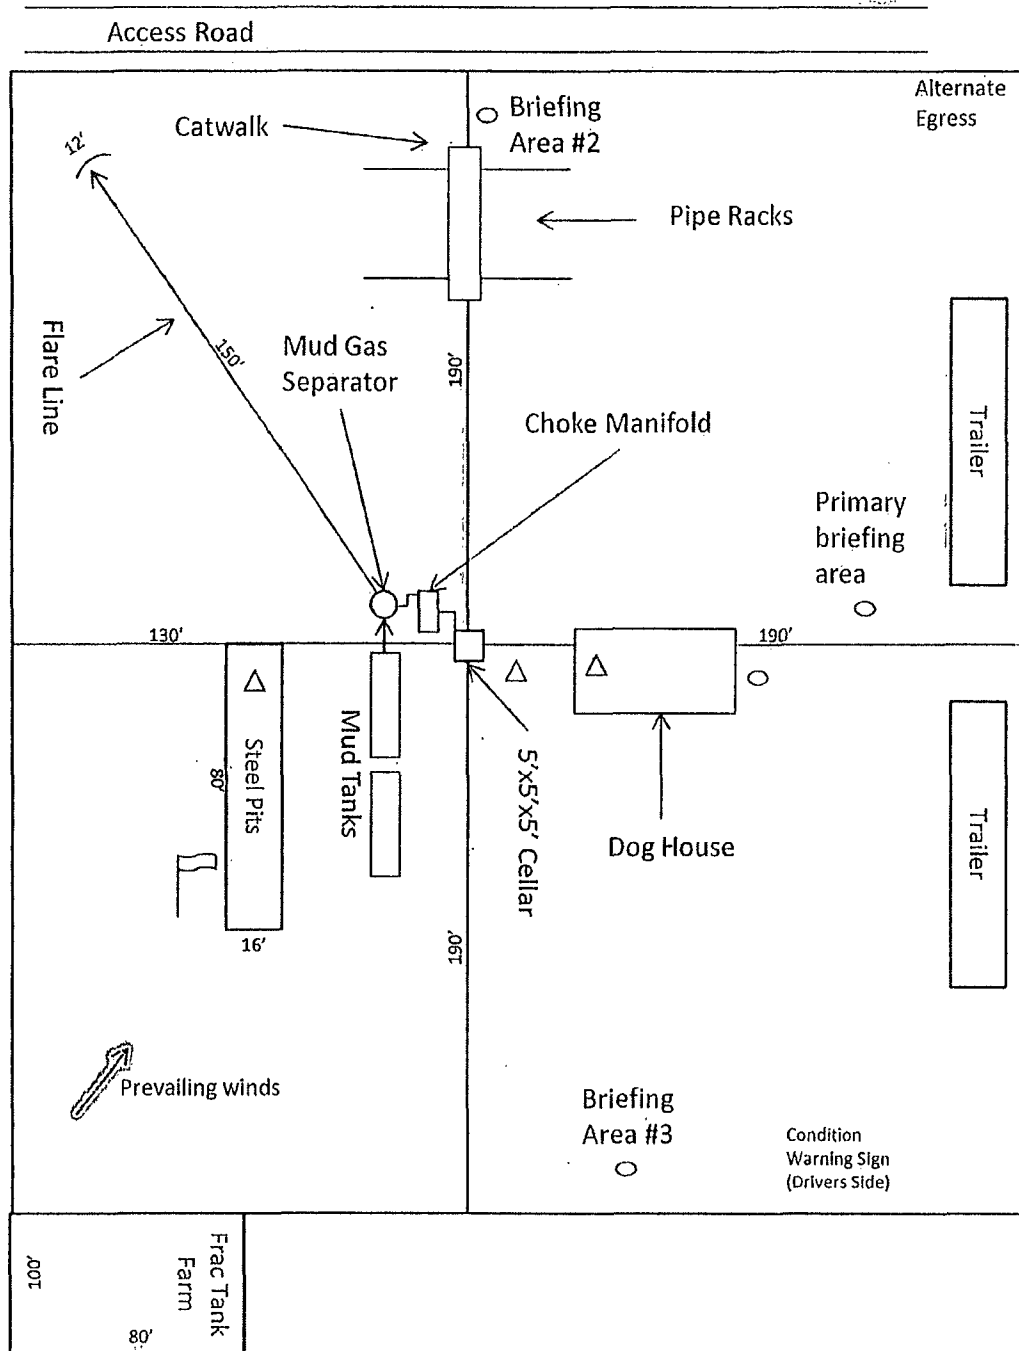 Access Road
Alternate
Egress
Catwalk
Briefing
Area #2
12'
Pipe Racks
Flare Line
150'
Mud Gas
Separator
190'
Choke Manifold
Trailer
Primary
briefing
area
130'
190'
Steel Pits
80'
Mud Tanks
5'x5'x5' Cellar
Dog House
Trailer
16'
190'
Prevailing winds
Briefing
Area #3
Condition
Warning Sign
(Drivers Side)
100'
Frac Tank
Farm
80'